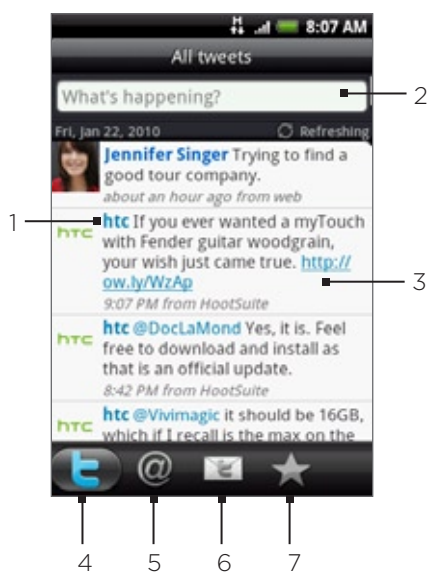 H 8:07 AM
All tweets
What's happening?
2
Fri, Jan 22, 2010 Refreshing
Jennifer Singer Trying to find a
good tour company.
about an hour ago from web
1
htc
htc If you ever wanted a myTouch
with Fender guitar woodgrain,
your wish just came true. http://
ow.ly/WzAp
3
9:07 PM from HootSuite
htc
htc @DocLaMond Yes, it is. Feel
free to download and install as
that is an official update.
8:42 PM from HootSuite
htc
htc @Vivimagic it should be 16GB,
which if I recall is the max on the
t @ t
4 5 6 7